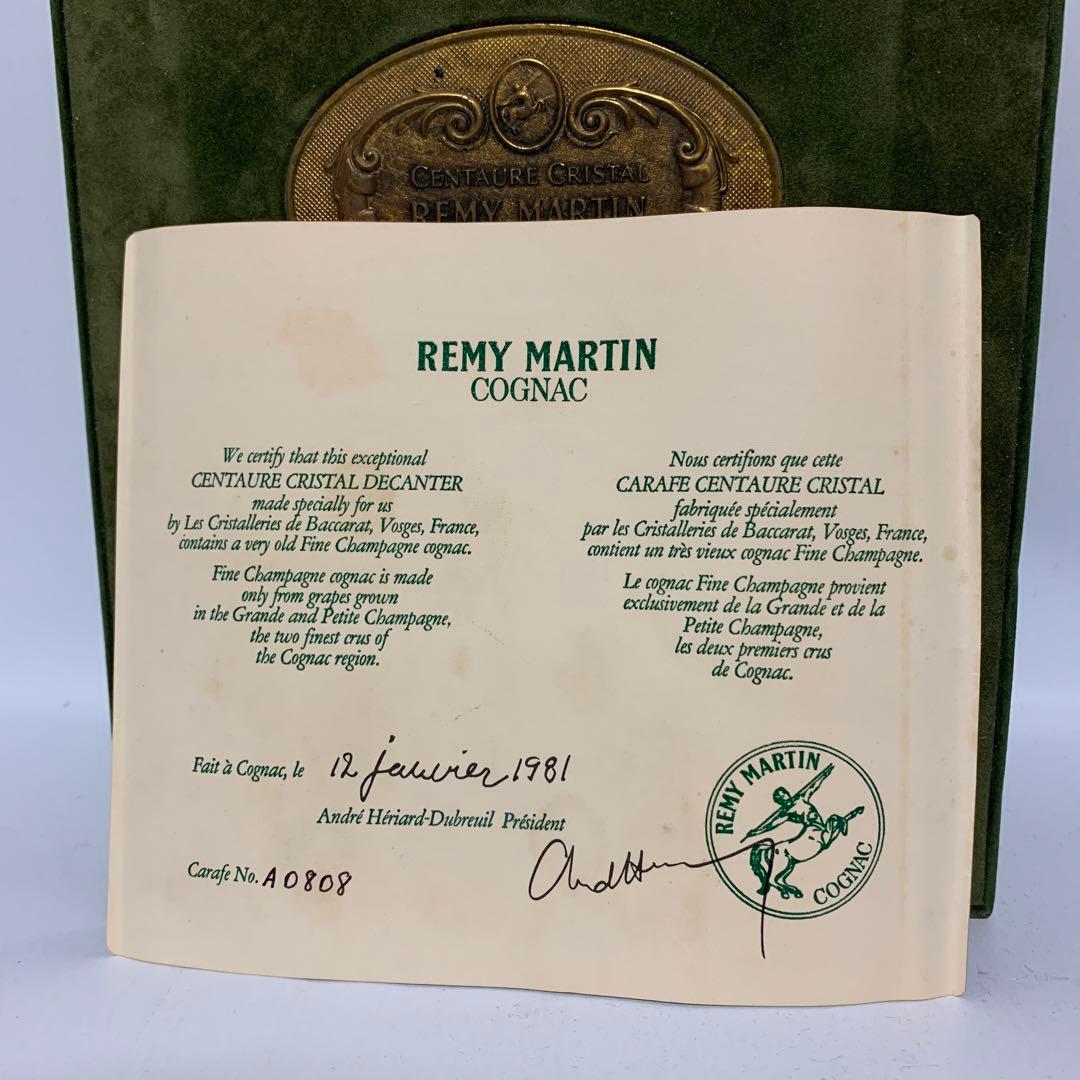 CENTAURE CRISTAL
REMY MARTIN
REMY MARTIN
COGNAC
We certify that this exceptional
CENTAURE CRISTAL DECANTER
made specially for us
by Les Cristalleries de Baccarat, Vosges, France,
contains a very old Fine Champagne cognac.
Fine Champagne cognac is made
only from grapes grown
in the Grande and Petite Champagne,
the two finest crus of
the Cognac region.
Nous certifions que cette
CARAFE CENTAURE CRISTAL
fabriquée spécialement
par les Cristalleries de Baccarat, Vosges, France,
contient un très vieux cognac Fine Champagne.
Le cognac Fine Champagne provient
exclusivement de la Grande et de la
Petite Champagne,
les deux premiers crus
de Cognac.
Fait à Cognac, le 12 janvier 1981
André Hériard-Dubreuil Président
Carafe No. A0808
REMY MARTIN
COGNAC